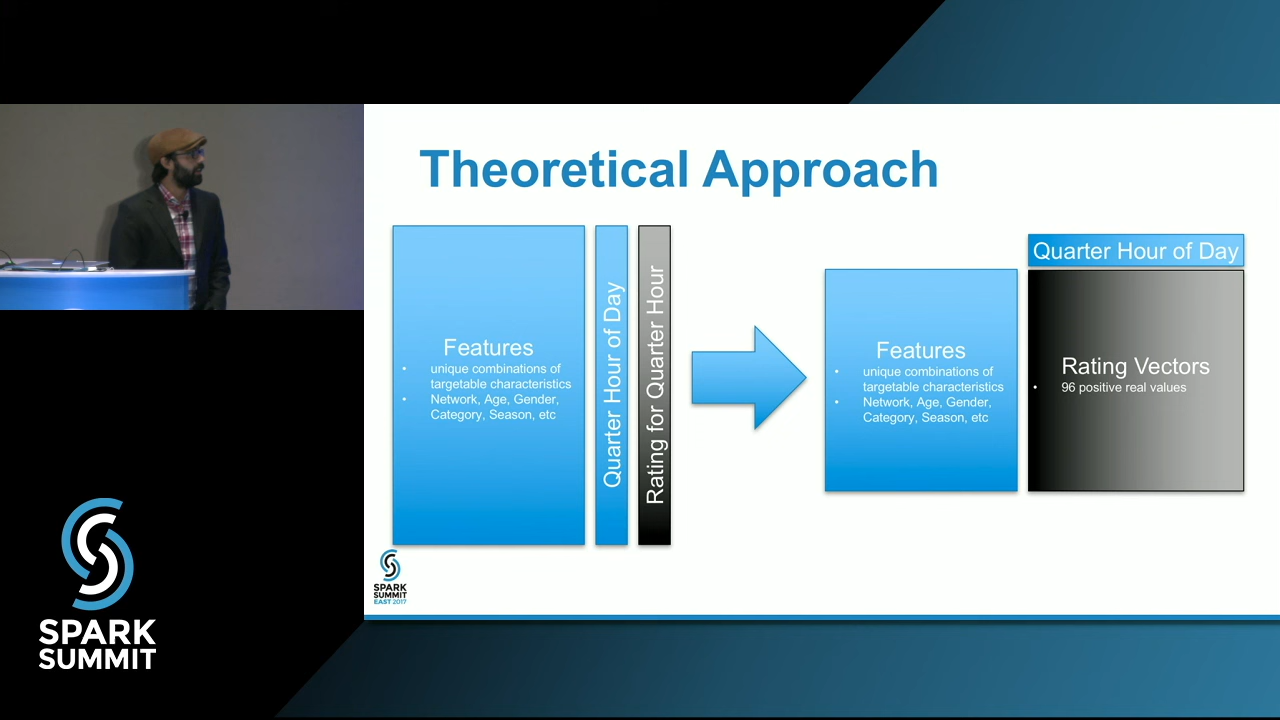 Theoretical Approach
Features
• unique combinations of
targetable characteristics
• Network, Age, Gender,
Category, Season, etc
Quarter Hour of Day
Rating for Quarter Hour
Features
• unique combinations of
targetable characteristics
• Network, Age, Gender,
Category, Season, etc
Quarter Hour of Day
Rating Vectors
• 96 positive real values
SPARK
SUMMIT
EAST 2017
SPARK
SUMMIT